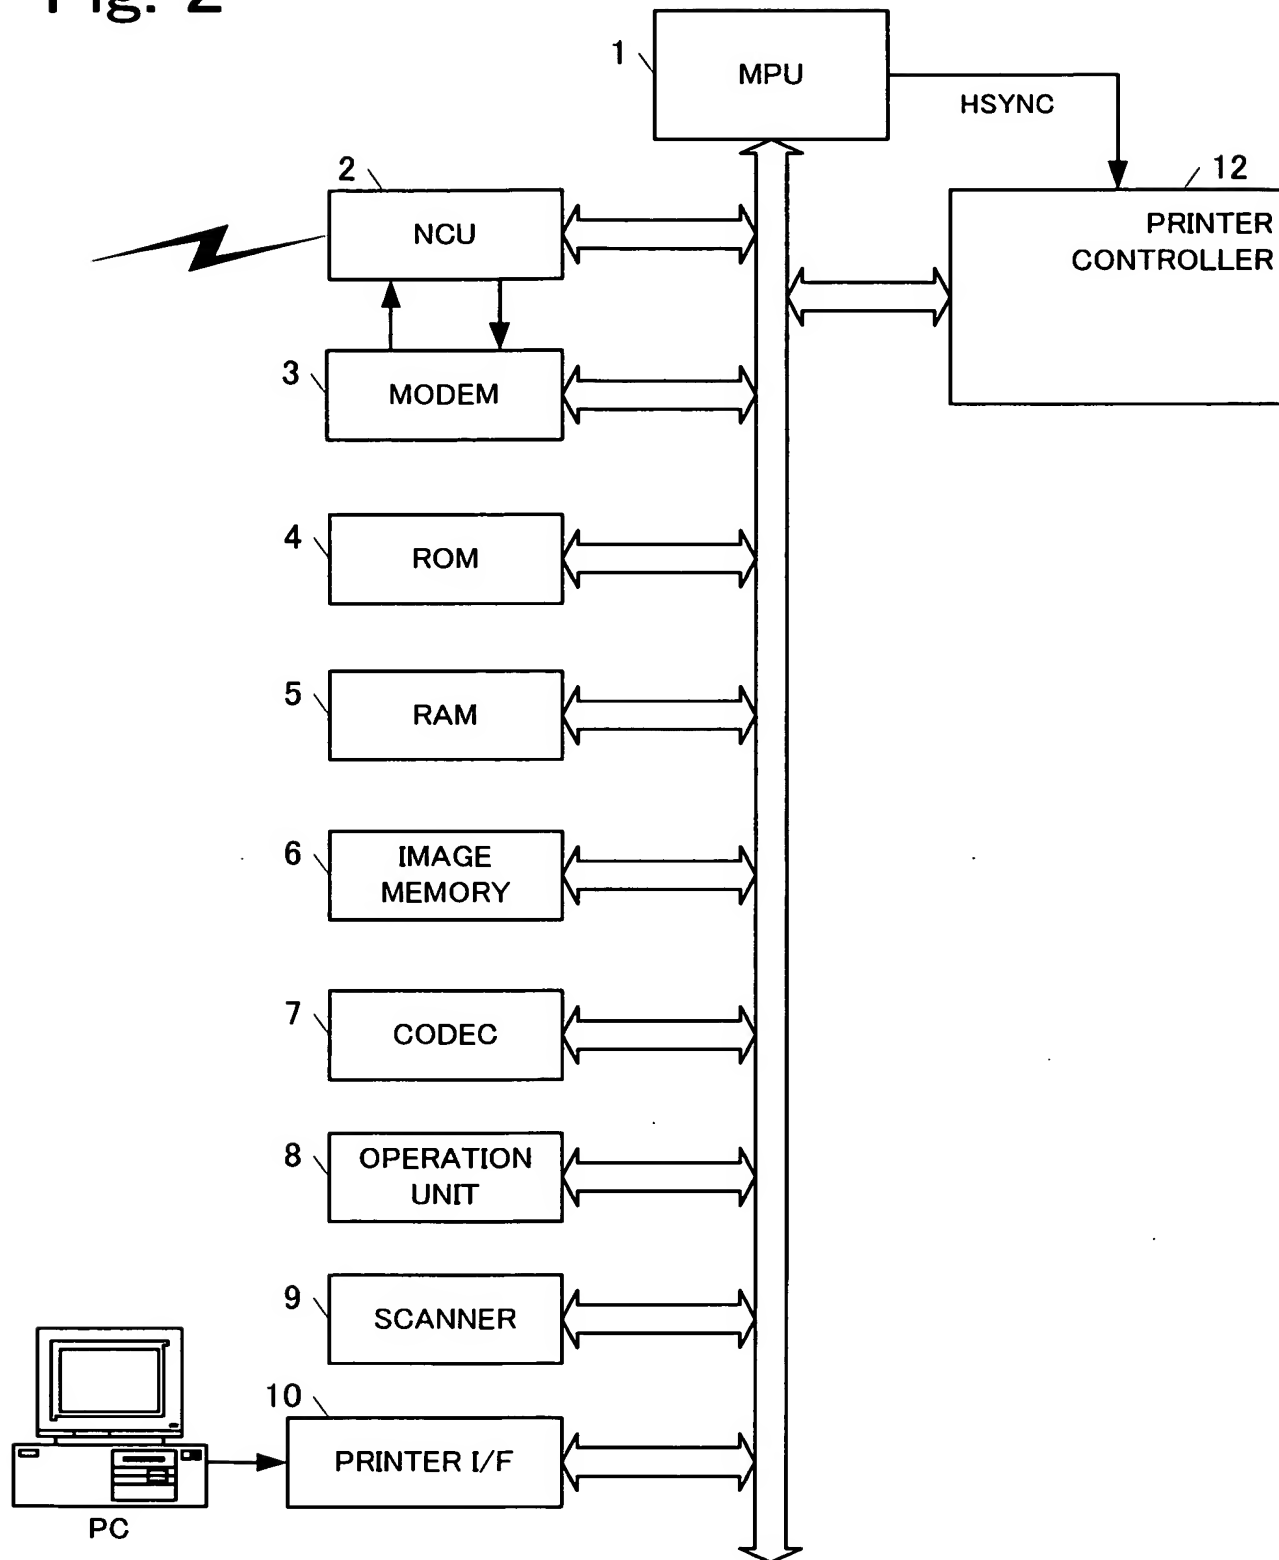 Fig. 2
1
MPU
HSYNC
2
NCU
12
PRINTER
CONTROLLER
3
MODEM
4
ROM
5
RAM
6
IMAGE
MEMORY
7
CODEC
8
OPERATION
UNIT
9
SCANNER
10
PRINTER I/F
PC